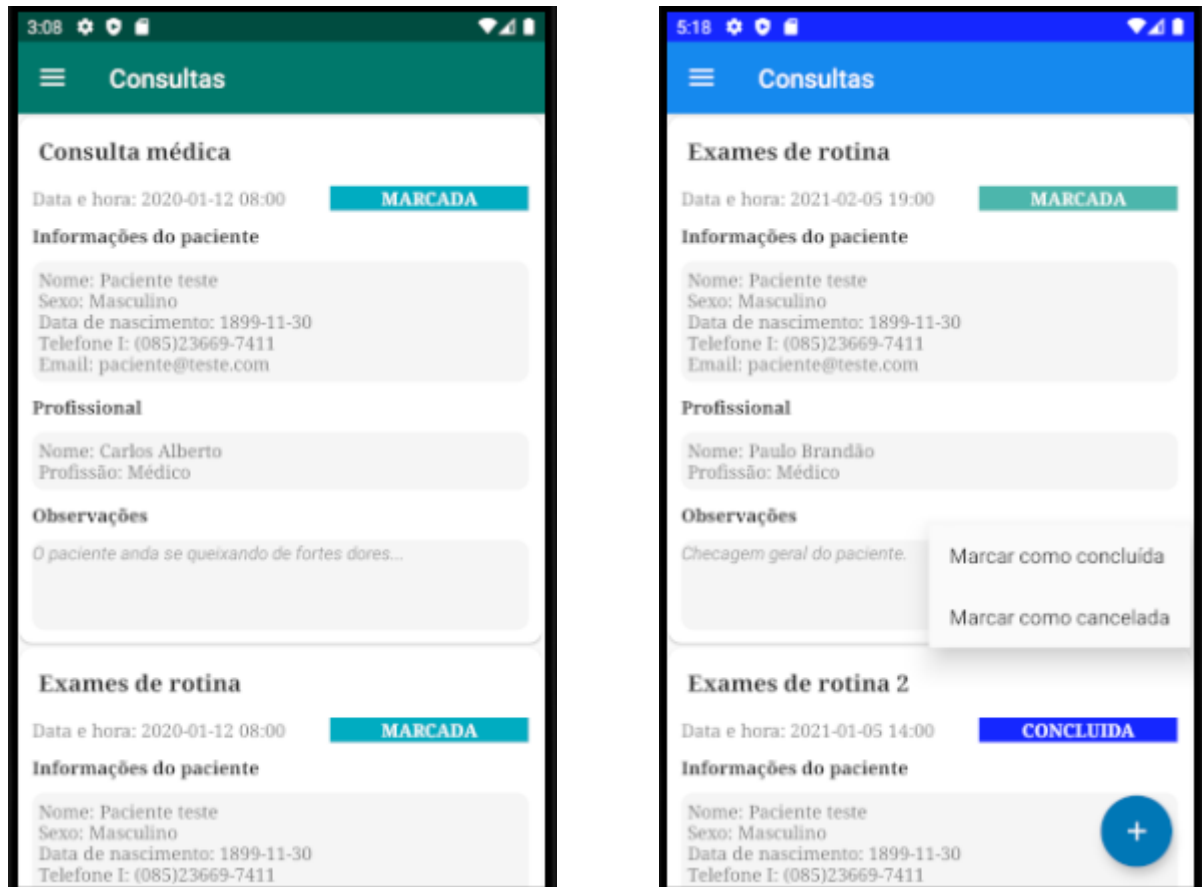 3:08
Consultas
Consulta médica
Data e hora: 2020-01-12 08:00
MARCADA
Informações do paciente
Nome: Paciente teste
Sexo: Masculino
Data de nascimento: 1899-11-30
Telefone I: (085)23669-7411
Email: paciente@teste.com
Profissional
Nome: Carlos Alberto
Profissão: Médico
Observações
O paciente anda se queixando de fortes dores...
Exames de rotina
Data e hora: 2020-01-12 08:00
MARCADA
Informações do paciente
Nome: Paciente teste
Sexo: Masculino
Data de nascimento: 1899-11-30
Telefone I: (085)23669-7411
5:18
Consultas
Exames de rotina
Data e hora: 2021-02-05 19:00
MARCADA
Informações do paciente
Nome: Paciente teste
Sexo: Masculino
Data de nascimento: 1899-11-30
Telefone I: (085)23669-7411
Email: paciente@teste.com
Profissional
Nome: Paulo Brandão
Profissão: Médico
Observações
Checagem geral do paciente.
Marcar como concluída
Marcar como cancelada
Exames de rotina 2
Data e hora: 2021-01-05 14:00
CONCLUIDA
Informações do paciente
Nome: Paciente teste
Sexo: Masculino
Data de nascimento: 1899-11-30
Telefone I: (085)23669-7411
+